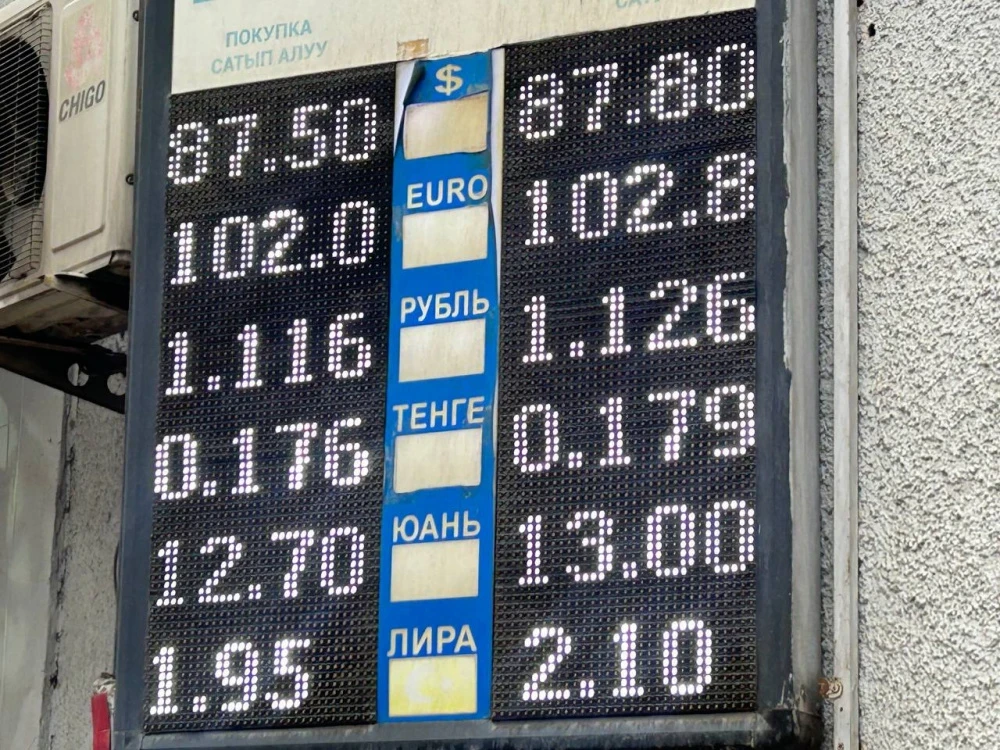 CHIGO
ПОКУПКА
САТЫП АЛУУ
87.50 $ 87.80
102.0 EURO 102.8
1.116 РУБЛЬ 1.126
0.176 ТЕНГЕ 0.179
12.70 ЮАНЬ 13.00
1.95 ЛИРА 2.10